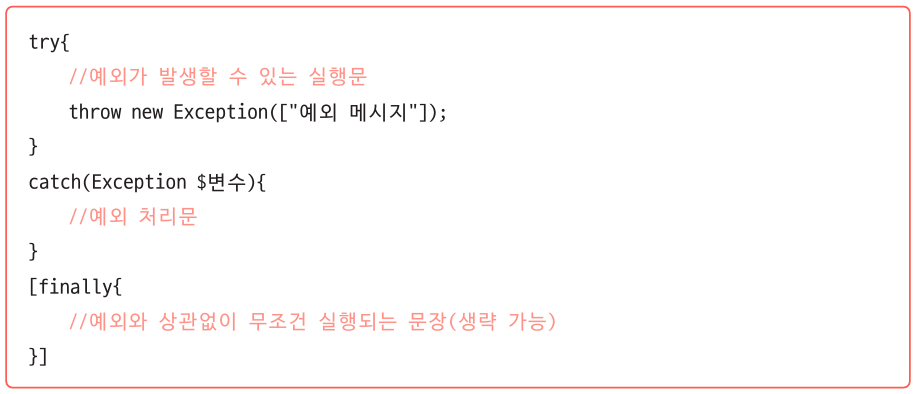 try{
//예외가 발생할 수 있는 실행문
throw new Exception(["예외 메시지"]);
}
catch(Exception $변수){
//예외 처리문
}
[finally{
//예외와 상관없이 무조건 실행되는 문장(생략 가능)
}]